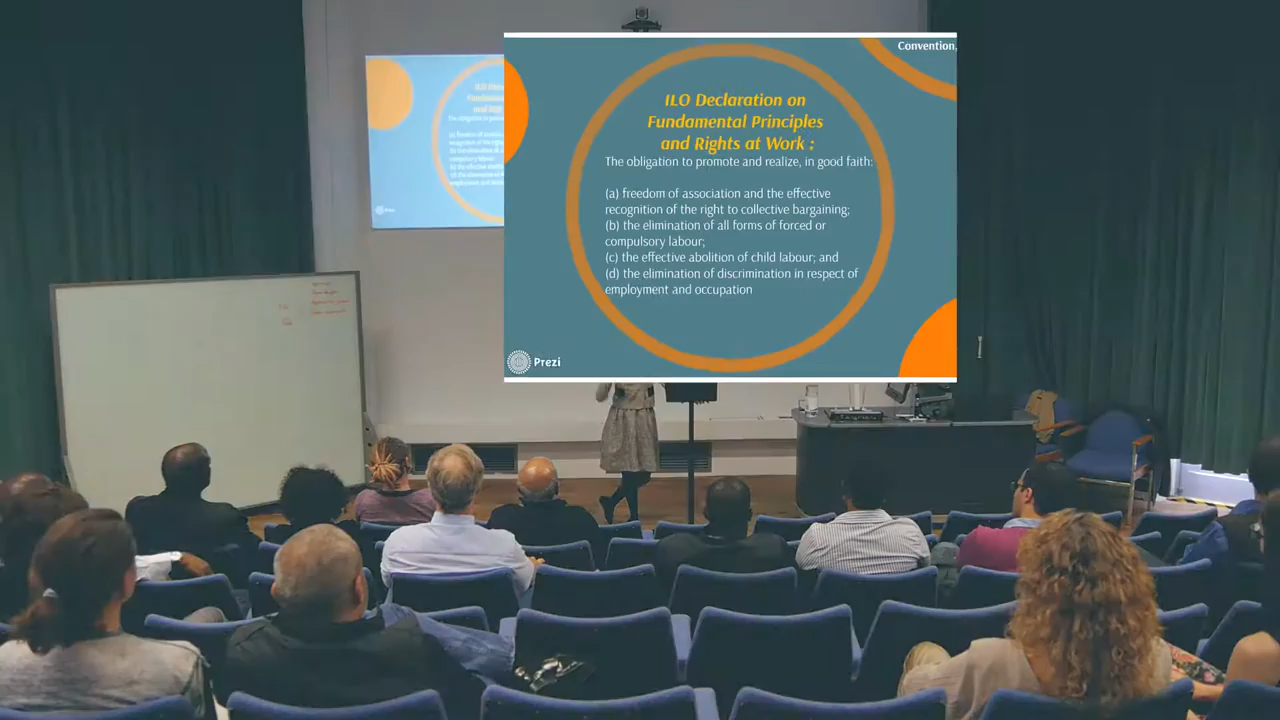 Convention,
ILO Declaration on
Fundamental Principles
and Rights at Work :
The obligation to promote and realize, in good faith:
(a) freedom of association and the effective
recognition of the right to collective bargaining;
(b) the elimination of all forms of forced or
compulsory labour;
(c) the effective abolition of child labour; and
(d) the elimination of discrimination in respect of
employment and occupation
Prezi